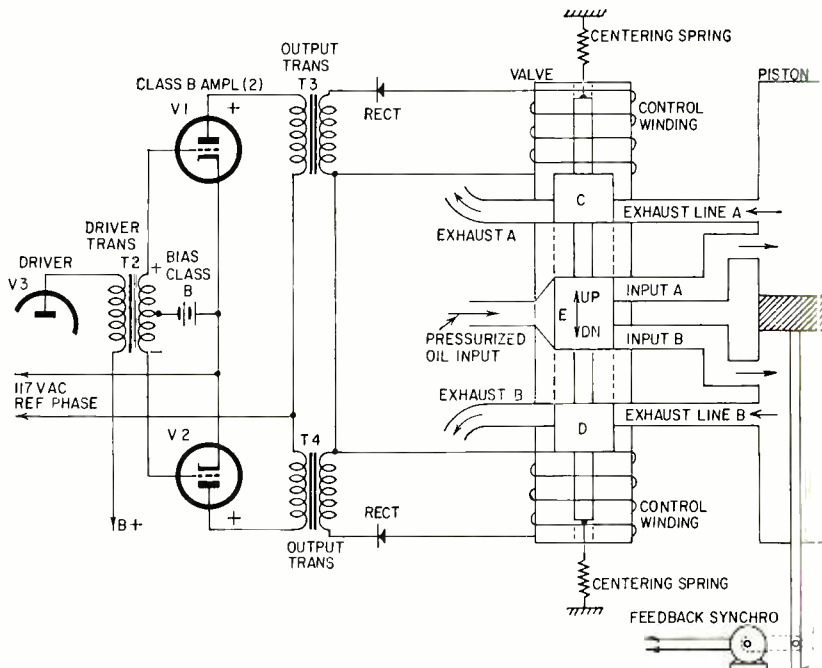 OUTPUT
TRANS
T3
CENTERING SPRING
CLASS B AMPL (2)
V1
+
RECT
VALVE
PISTON
CONTROL
WINDING
C
EXHAUST LINE A
EXHAUST A
DRIVER
TRANS
T2
DRIVER
V3
+
BIAS
CLASS
B
INPUT A
E
UP
DN
PRESSURIZED
OIL INPUT
INPUT B
−
117 VAC
REF PHASE
EXHAUST B
D
EXHAUST LINE B
V2
T4
+
B+
RECT
CONTROL
WINDING
OUTPUT
TRANS
CENTERING SPRING
FEEDBACK SYNCHRO